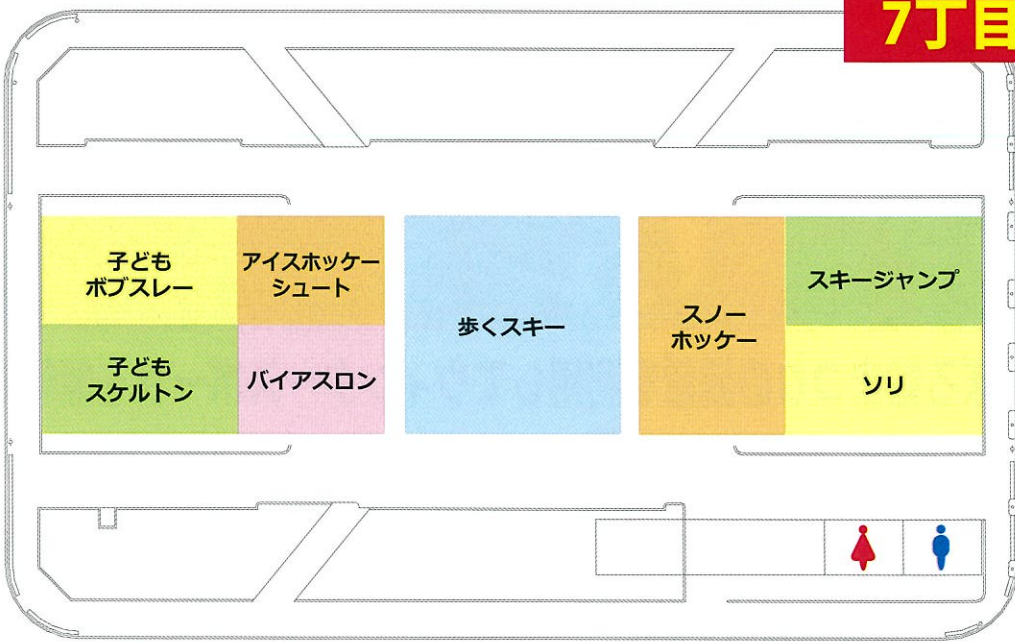 7丁目
子ども
ボブスレー
アイスホッケー
シュート
歩くスキー
スノー
ホッケー
スキージャンプ
子ども
スケルトン
バイアスロン
ソリ